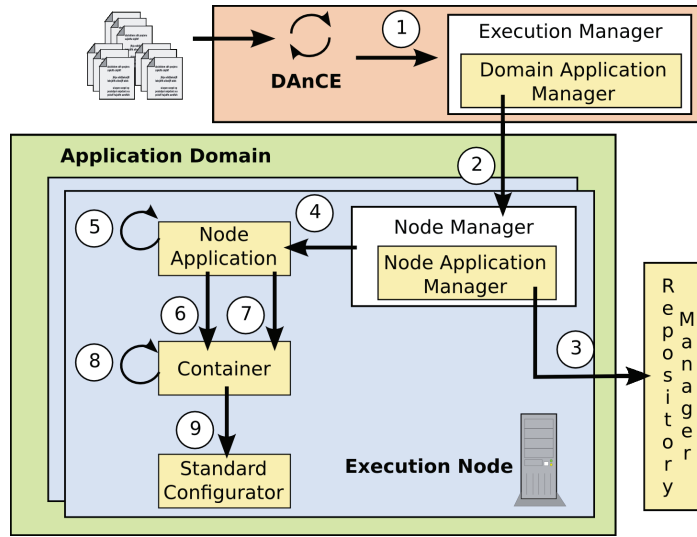 1
Execution Manager
DAnCE
Domain Application
Manager
Application Domain
2
5
Node
Application
4
Node Manager
Node Application
Manager
6
7
3
Repository
Manager
8
Container
9
Execution Node
Standard
Configurator